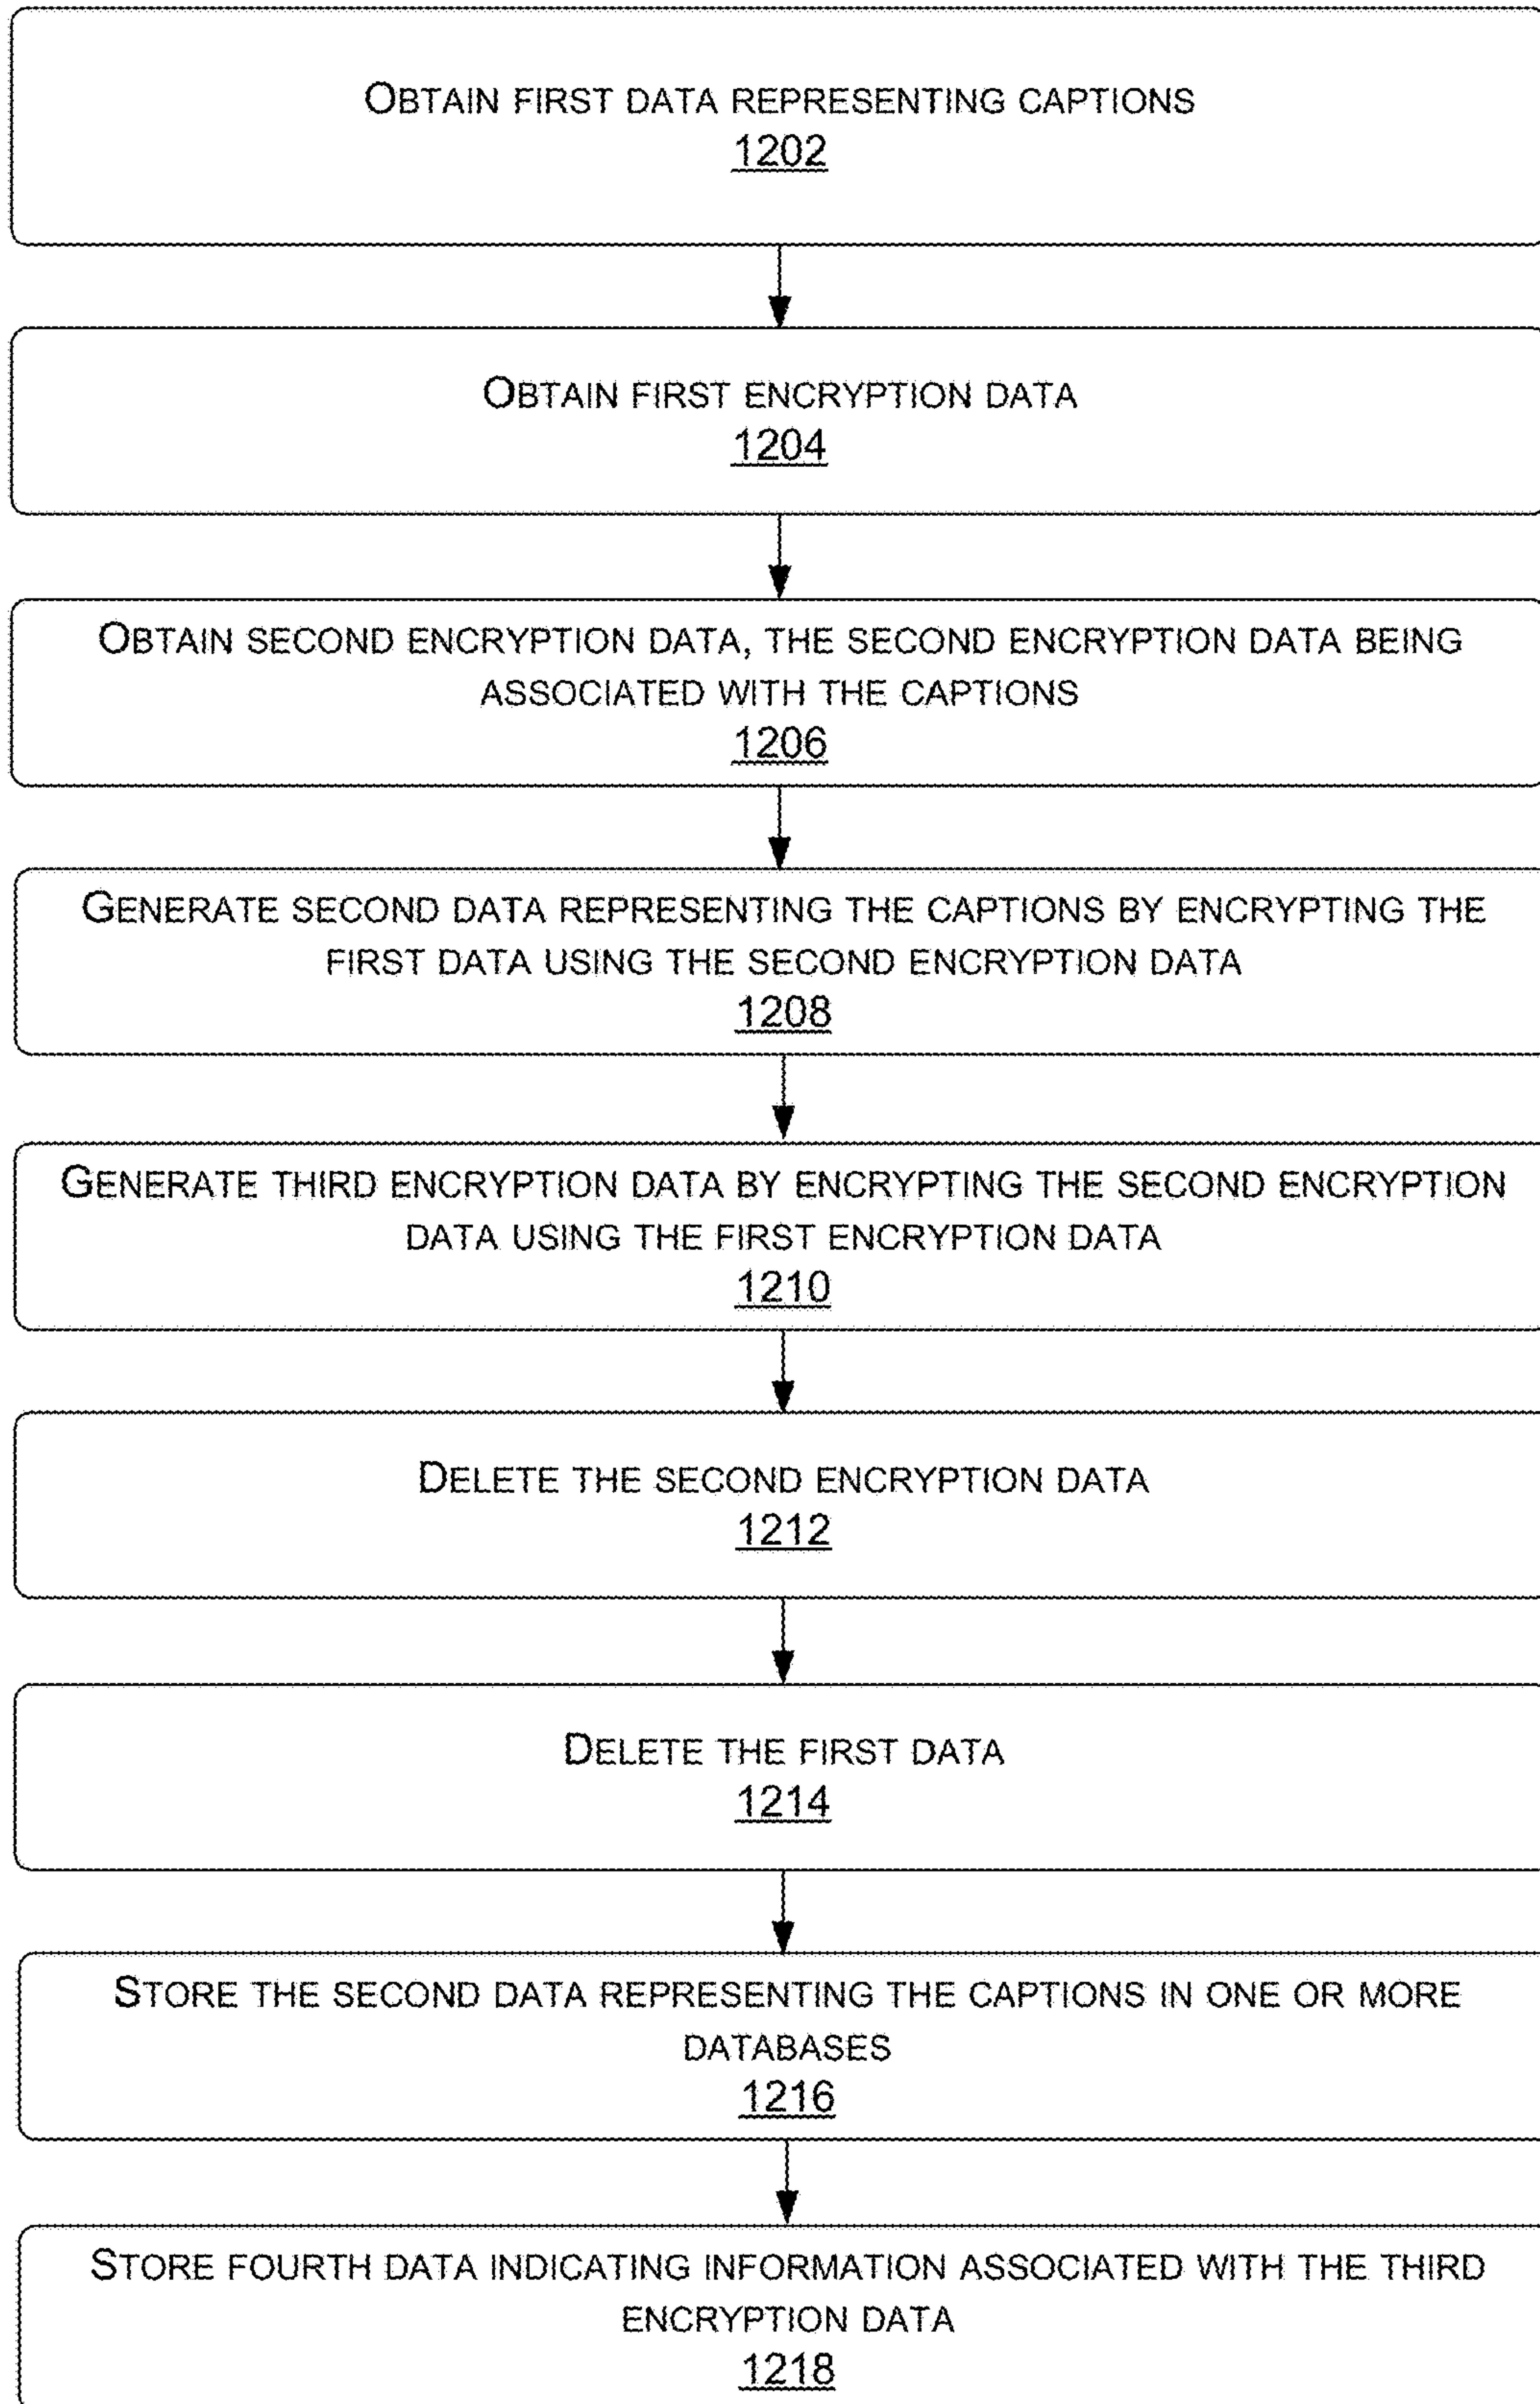 OBTAIN FIRST DATA REPRESENTING CAPTIONS
1202
OBTAIN FIRST ENCRYPTION DATA
1204
OBTAIN SECOND ENCRYPTION DATA, THE SECOND ENCRYPTION DATA BEING
ASSOCIATED WITH THE CAPTIONS
1206
GENERATE SECOND DATA REPRESENTING THE CAPTIONS BY ENCRYPTING THE
FIRST DATA USING THE SECOND ENCRYPTION DATA
1208
GENERATE THIRD ENCRYPTION DATA BY ENCRYPTING THE SECOND ENCRYPTION
DATA USING THE FIRST ENCRYPTION DATA
1210
DELETE THE SECOND ENCRYPTION DATA
1212
DELETE THE FIRST DATA
1214
STORE THE SECOND DATA REPRESENTING THE CAPTIONS IN ONE OR MORE
DATABASES
1216
STORE FOURTH DATA INDICATING INFORMATION ASSOCIATED WITH THE THIRD
ENCRYPTION DATA
1218